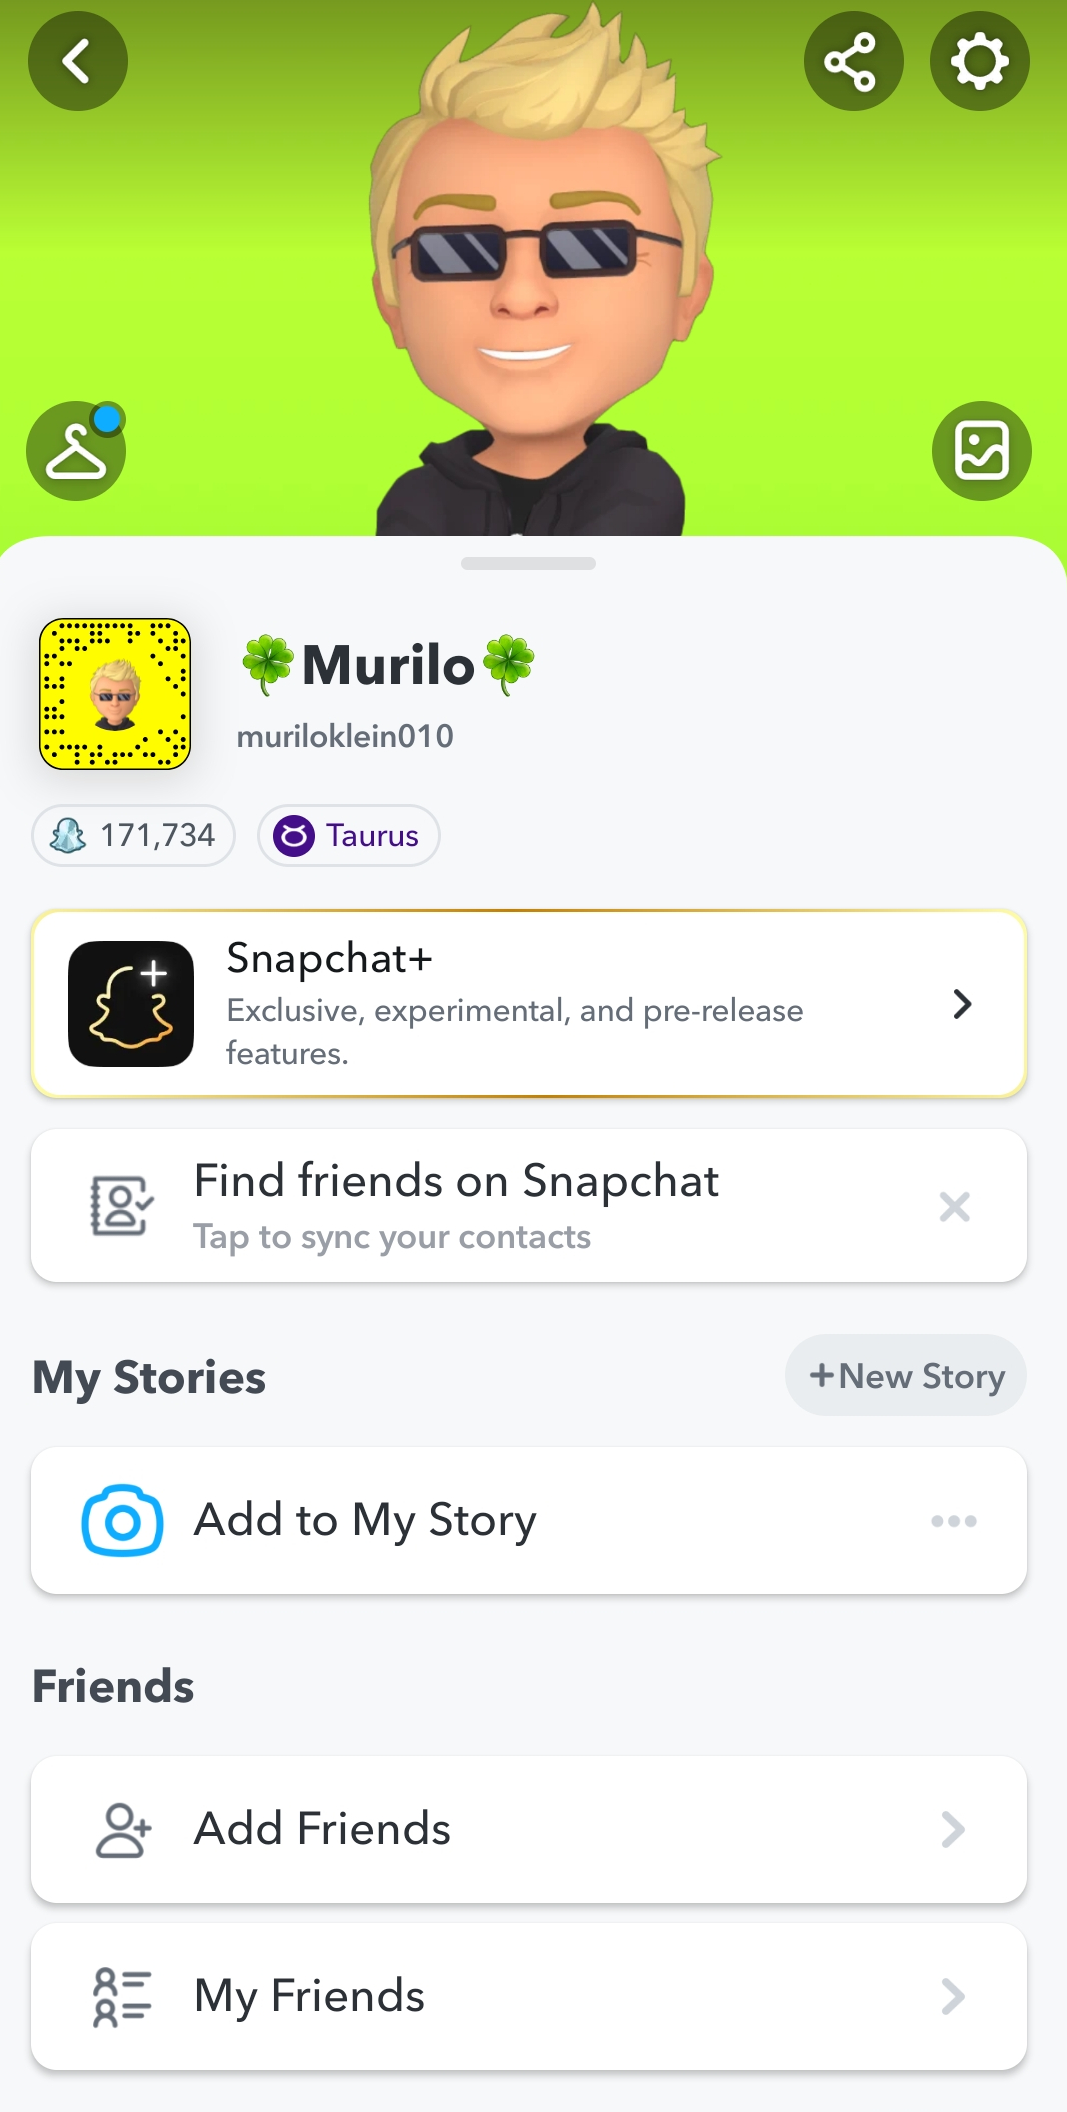 🍀Murilo🍀
muriloklein010
171,734
Taurus
Snapchat+
Exclusive, experimental, and pre-release
features.
Find friends on Snapchat
Tap to sync your contacts
My Stories
+New Story
Add to My Story
Friends
Add Friends
My Friends